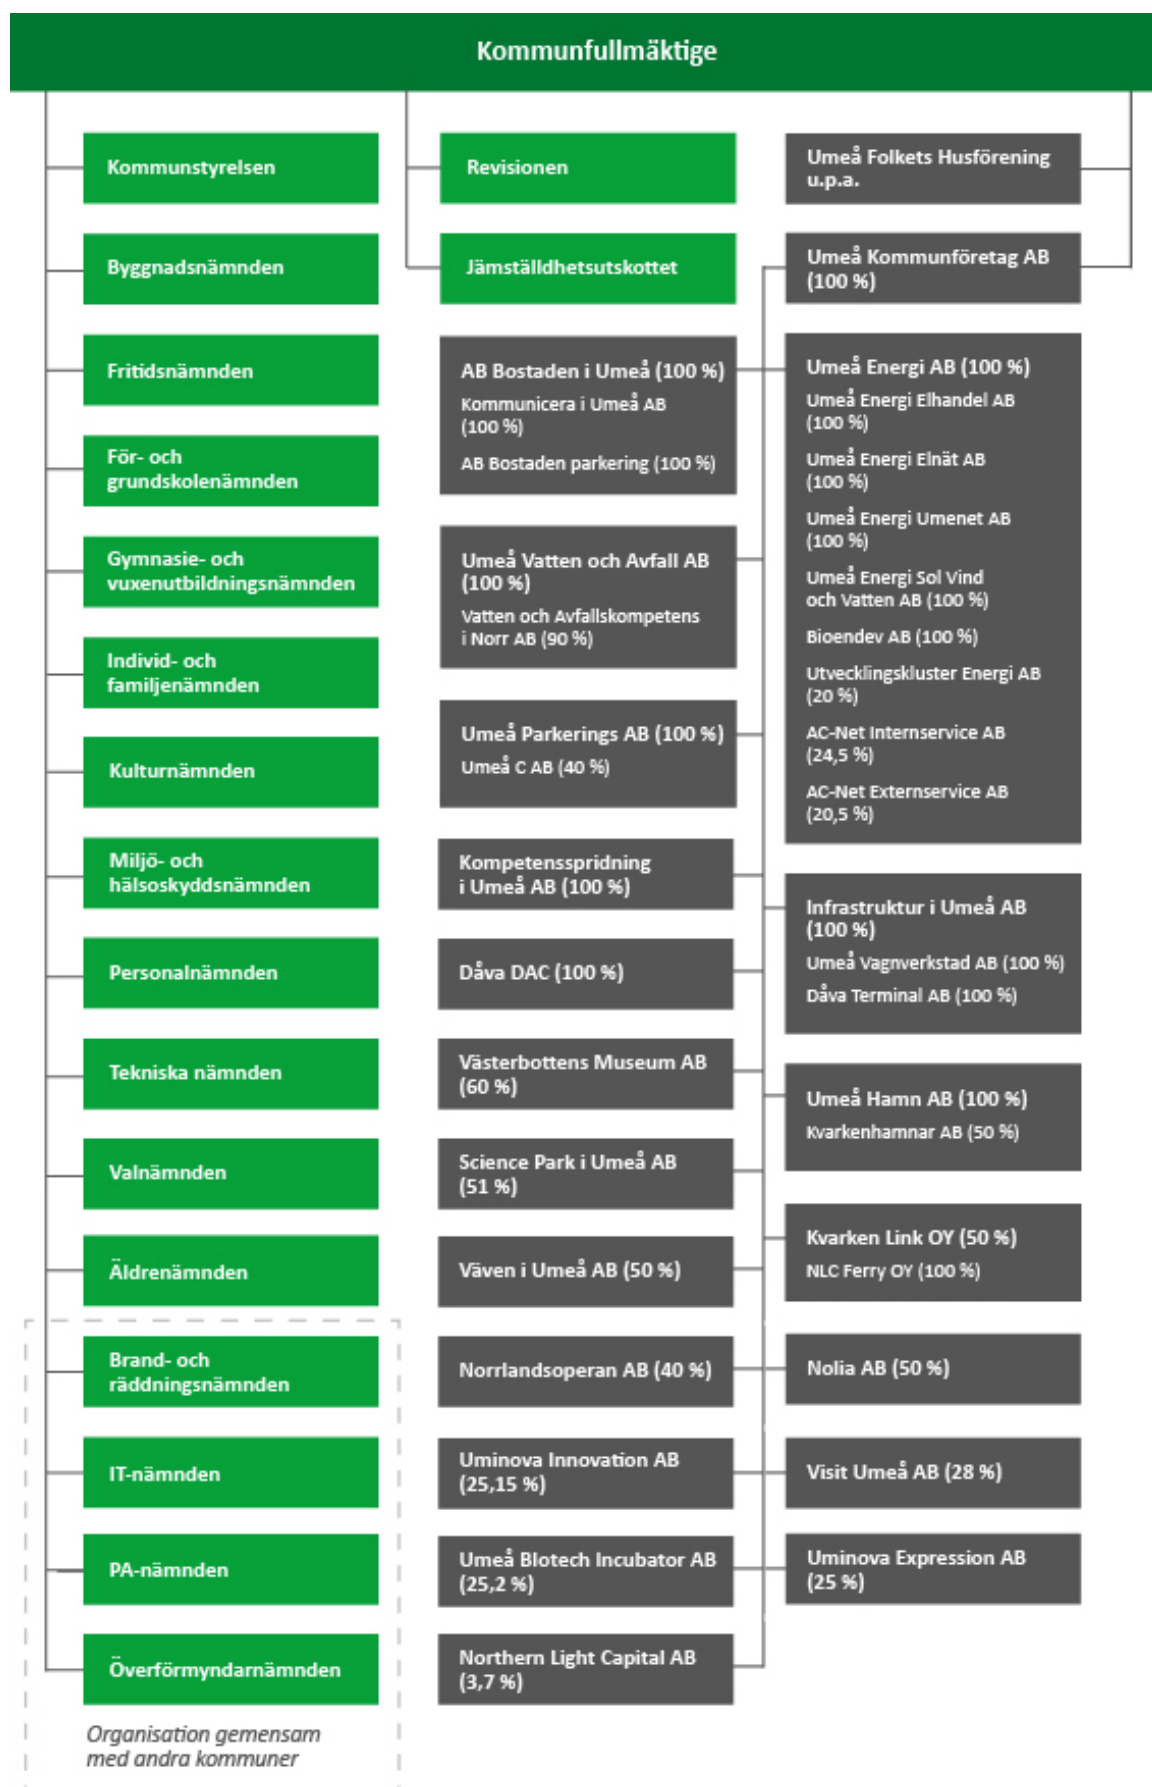 Kommunfullmäktige
Kommunstyrelsen
Byggnadsnämnden
Fritidsnämnden
För- och
grundskolenämnden
Gymnasie- och
vuxenutbildningsnämnden
Individ- och
familjenämnden
Kulturnämnden
Miljö- och
hälsoskyddsnämnden
Personalnämnden
Tekniska nämnden
Valnämnden
Äldrenämnden
Brand- och
räddningsnämnden
IT-nämnden
PA-nämnden
Överförmyndarnämnden
Organisation gemensam
med andra kommuner
Revisionen
Jämställdhetsutskottet
AB Bostaden i Umeå (100 %)
Kommunicera i Umeå AB
(100 %)
AB Bostaden parkering (100 %)
Umeå Vatten och Avfall AB
(100 %)
Vatten och Avfallskompetens
i Norr AB (90 %)
Umeå Parkerings AB (100 %)
Umeå C AB (40 %)
Kompetensspridning
i Umeå AB (100 %)
Dåva DAC (100 %)
Västerbottens Museum AB
(60 %)
Science Park i Umeå AB
(51 %)
Väven i Umeå AB (50 %)
Norrlandsoperan AB (40 %)
Uminova Innovation AB
(25,15 %)
Umeå Blotech Incubator AB
(25,2 %)
Northern Light Capital AB
(3,7 %)
Umeå Folkets Husförening
u.p.a.
Umeå Kommunföretag AB
(100 %)
Umeå Energi AB (100 %)
Umeå Energi Elhandel AB
(100 %)
Umeå Energi Elnät AB
(100 %)
Umeå Energi Umenet AB
(100 %)
Umeå Energi Sol Vind
och Vatten AB (100 %)
Bioendev AB (100 %)
Utvecklingskluster Energi AB
(20 %)
AC-Net Internservice AB
(24,5 %)
AC-Net Externservice AB
(20,5 %)
Infrastruktur i Umeå AB
(100 %)
Umeå Vagnverkstad AB (100 %)
Dåva Terminal AB (100 %)
Umeå Hamn AB (100 %)
Kvarkenhamnar AB (50 %)
Kvarken Link OY (50 %)
NLC Ferry OY (100 %)
Nolia AB (50 %)
Visit Umeå AB (28 %)
Uminova Expression AB
(25 %)